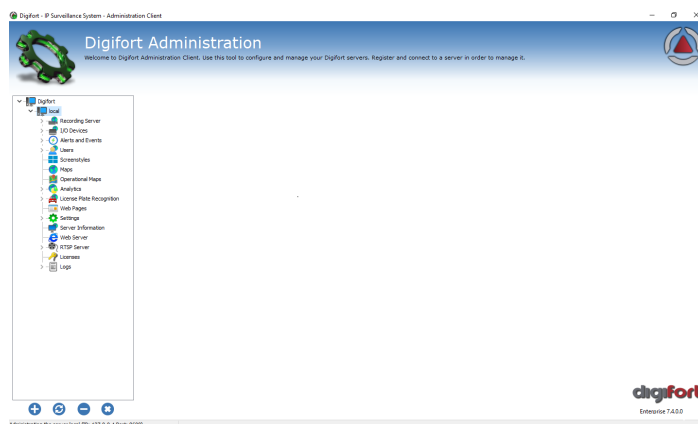 Digifort - IP Surveillance System - Administration Client
Digifort Administration
Welcome to Digifort Administration Client. Use this tool to configure and manage your Digifort servers. Register and connect to a server in order to manage it.
Digifort
local
Recording Server
I/O Devices
Alerts and Events
Users
Screenstyles
Maps
Operational Maps
Analytics
License Plate Recognition
Web Pages
Settings
Server Information
Web Server
RTSP Server
Licenses
Logs
digifort
Enterprise 7.4.0.0